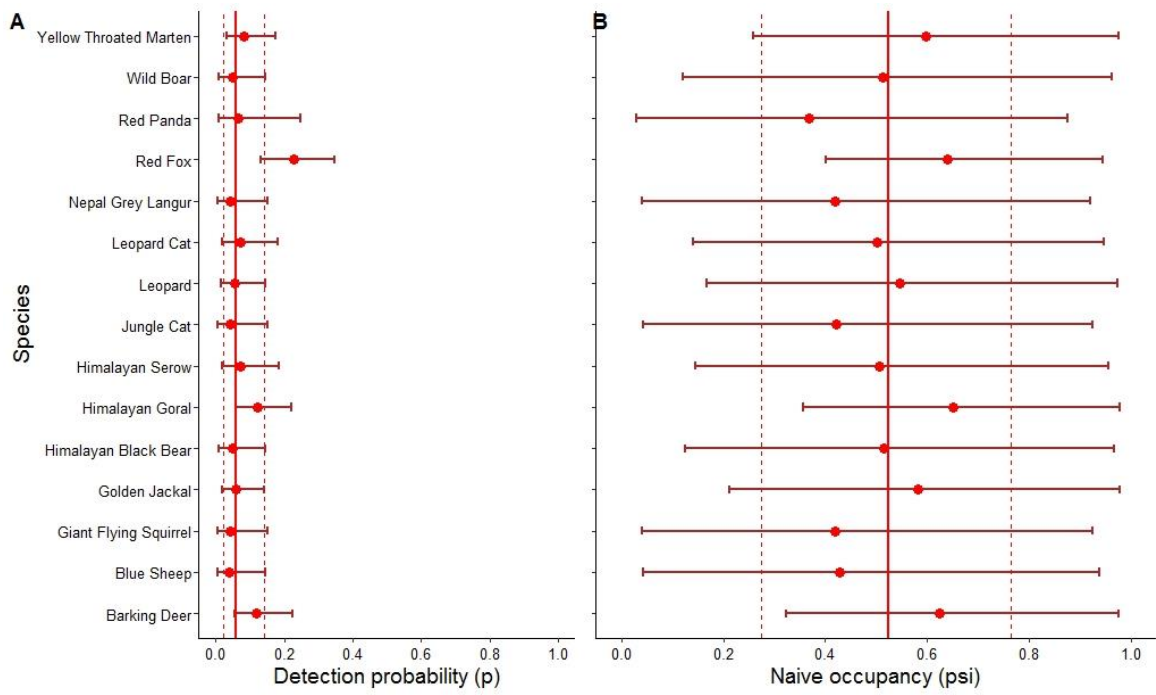 A
B
Species
Yellow Throated Marten
Wild Boar
Red Panda
Red Fox
Nepal Grey Langur
Leopard Cat
Leopard
Jungle Cat
Himalayan Serow
Himalayan Goral
Himalayan Black Bear
Golden Jackal
Giant Flying Squirrel
Blue Sheep
Barking Deer
0.0 0.2 0.4 0.6 0.8 1.0
Detection probability (p)
0.0 0.2 0.4 0.6 0.8 1.0
Naive occupancy (psi)